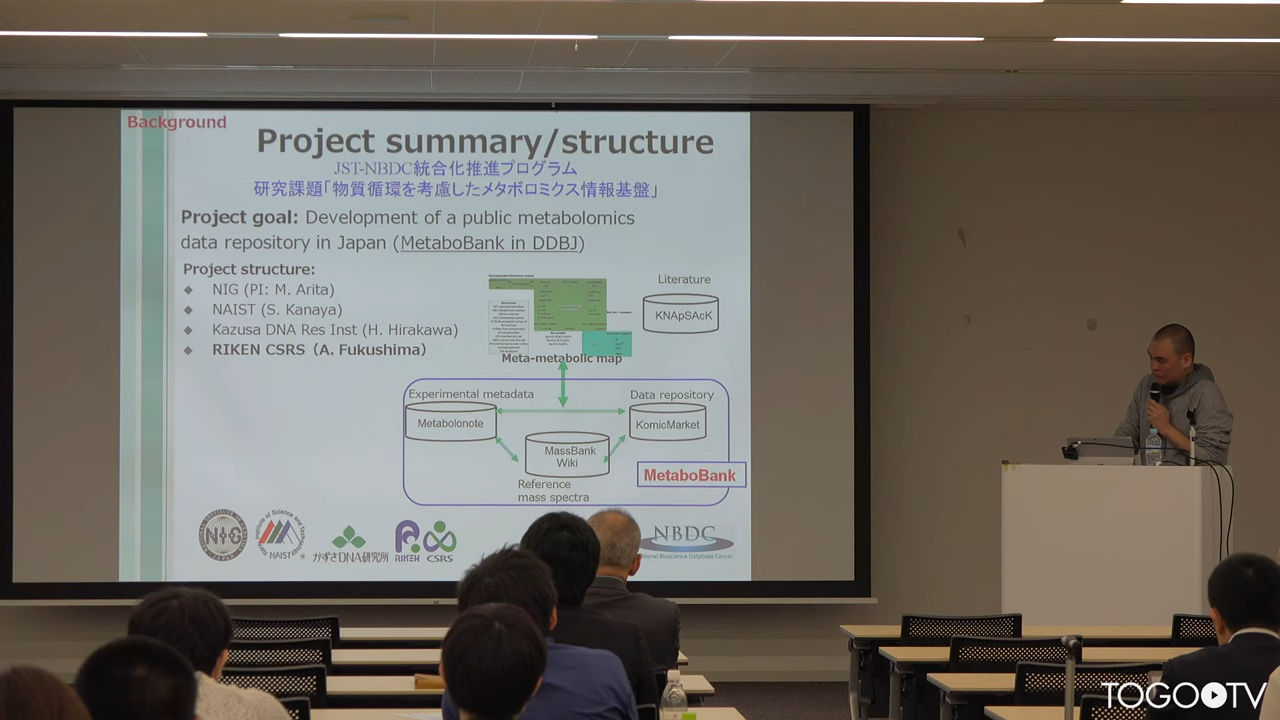 Background
Project summary/structure
JST-NBDC統合化推進プログラム
研究課題「物質循環を考慮したメタボロミクス情報基盤」
Project goal: Development of a public metabolomics
data repository in Japan (MetaboBank in DDBJ)
Project structure:
◆ NIG (PI: M. Arita)
◆ NAIST (S. Kanaya)
◆ Kazusa DNA Res Inst (H. Hirakawa)
◆ RIKEN CSRS (A. Fukushima)
Literature
KNApSAcK
Meta-metabolic map
Experimental metadata
Data repository
Metabolonote
KomicMarket
MassBank
Wiki
MetaboBank
Reference
mass spectra
NIG
NAIST
かずさDNA研究所
RIKEN
CSRS
NBDC
TOGO TV